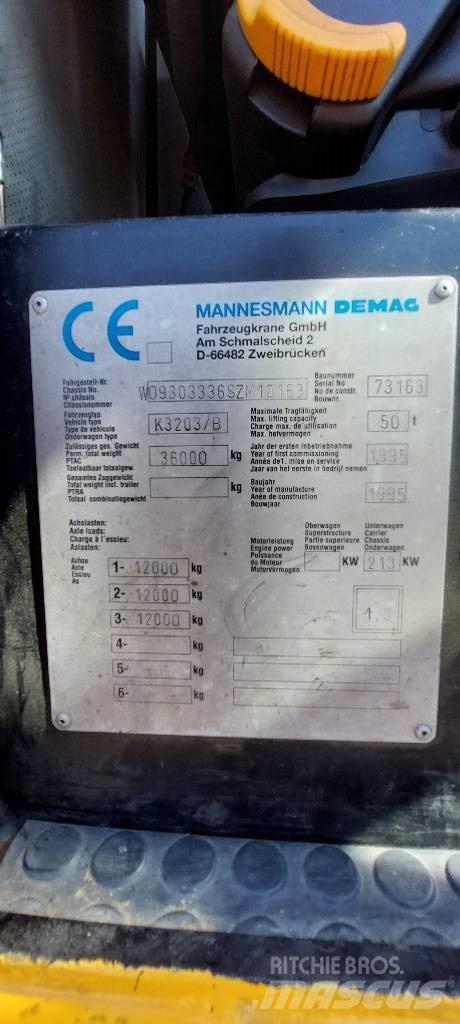 CE
MANNESMANN DEMAG
Fahrzeugkrane GmbH
Am Schmalscheid 2
D-66482 Zweibrücken
Fahrgestell-Nr.
Chassis No.
N° châssis
Chassisnummer
W09303336SZM10163
Baunummer
Serial No
No de constr.
Bouwnr.
73163
Fahrzeugtyp
Vehicle type
Type de vehicule
Onderwagen type
K3203/B
Maximale Tragfähigkeit
Max. lifting capacity
Charge max. de utilisation
Max. hefvermogen
50 t
Zulässiges ges. Gewicht
Perm. total weight
PTAC
Toelaatbaar totaalgew.
36000 kg
Jahr der ersten Inbetriebnahme
Year of first commissioning
Année de1. mise en service
Jaar van het eerste in bedrijf nemen
1995
Gesamtes Zuggewicht
Total weight incl. trailer
PTRA
Totaal combinatiegewicht
kg
Baujahr
Year of manufacture
Année de construction
Bouwjaar
1995
Achslasten:
Axle loads:
Charge à l'essieu:
Aslasten:
Oberwagen
Superstructure
Partie superieure
Bovenwagen
Unterwagen
Carrier
Chassis
Onderwagen
Motorleistung
Engine power
Puissance
du Moteur
Motorvermogen
KW
213 KW
Achse
Axle
Essieu
As
1- 12000 kg
2- 12000 kg
3- 12000 kg
4- kg
5- kg
6- kg
RITCHIE BROS.
MASCUS